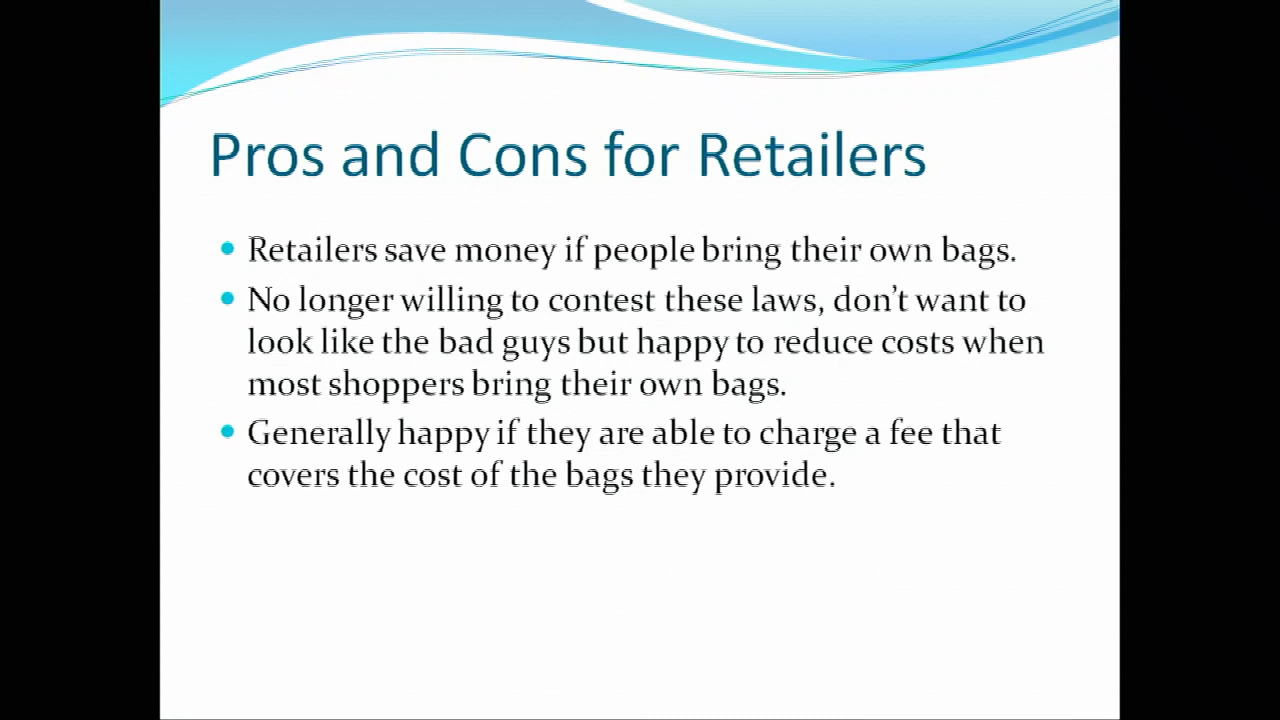 Pros and Cons for Retailers
• Retailers save money if people bring their own bags.
• No longer willing to contest these laws, don't want to
look like the bad guys but happy to reduce costs when
most shoppers bring their own bags.
• Generally happy if they are able to charge a fee that
covers the cost of the bags they provide.